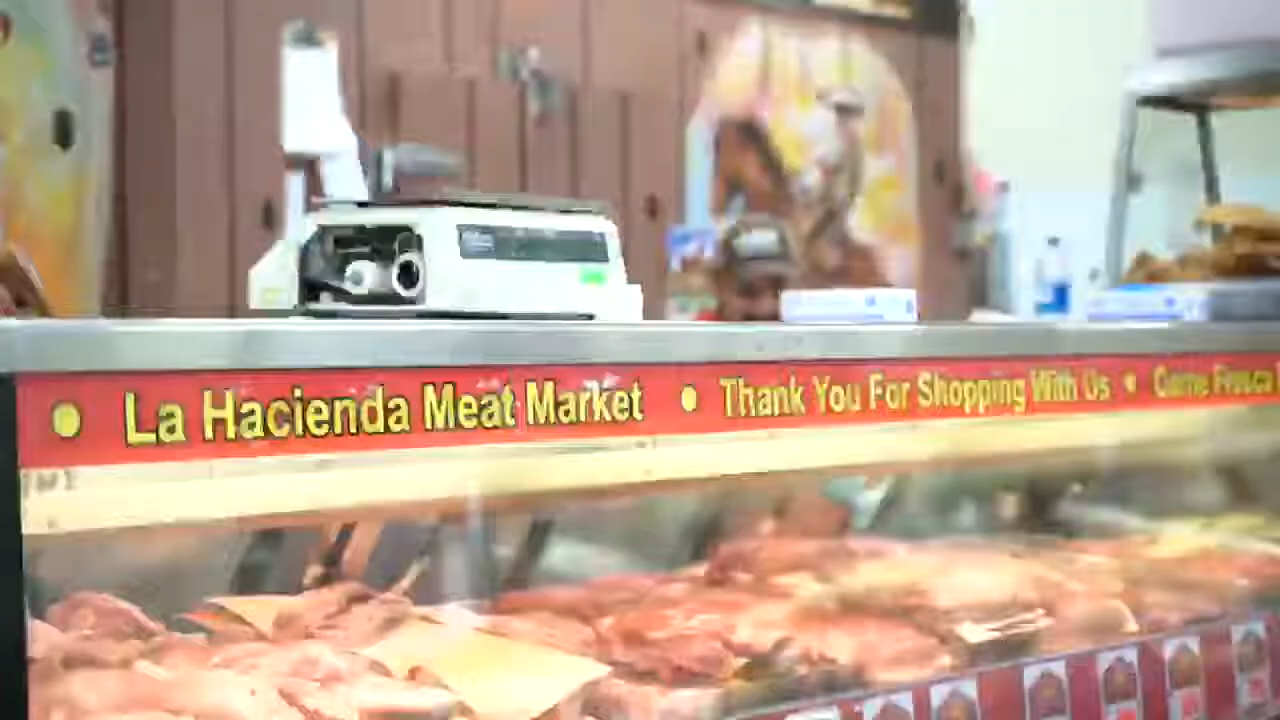 • La Hacienda Meat Market • Thank You For Shopping With Us • Carne Fresca